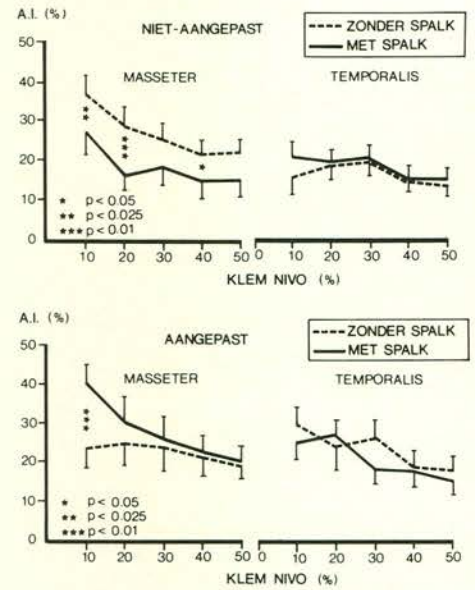 A.I. (%)
NIET-AANGEPAST
ZONDER SPALK
MET SPALK
MASSETER
TEMPORALIS
50
40
30
20
10
0
** 
***
*
* p< 0.05
** p< 0.025
*** p< 0.01
10 20 30 40 50 0 10 20 30 40 50
KLEM NIVO (%)
A.I. (%)
AANGEPAST
ZONDER SPALK
MET SPALK
MASSETER
TEMPORALIS
50
40
30
20
10
0
***
* p< 0.05
** p< 0.025
*** p< 0.01
10 20 30 40 50 0 10 20 30 40 50
KLEM NIVO (%)